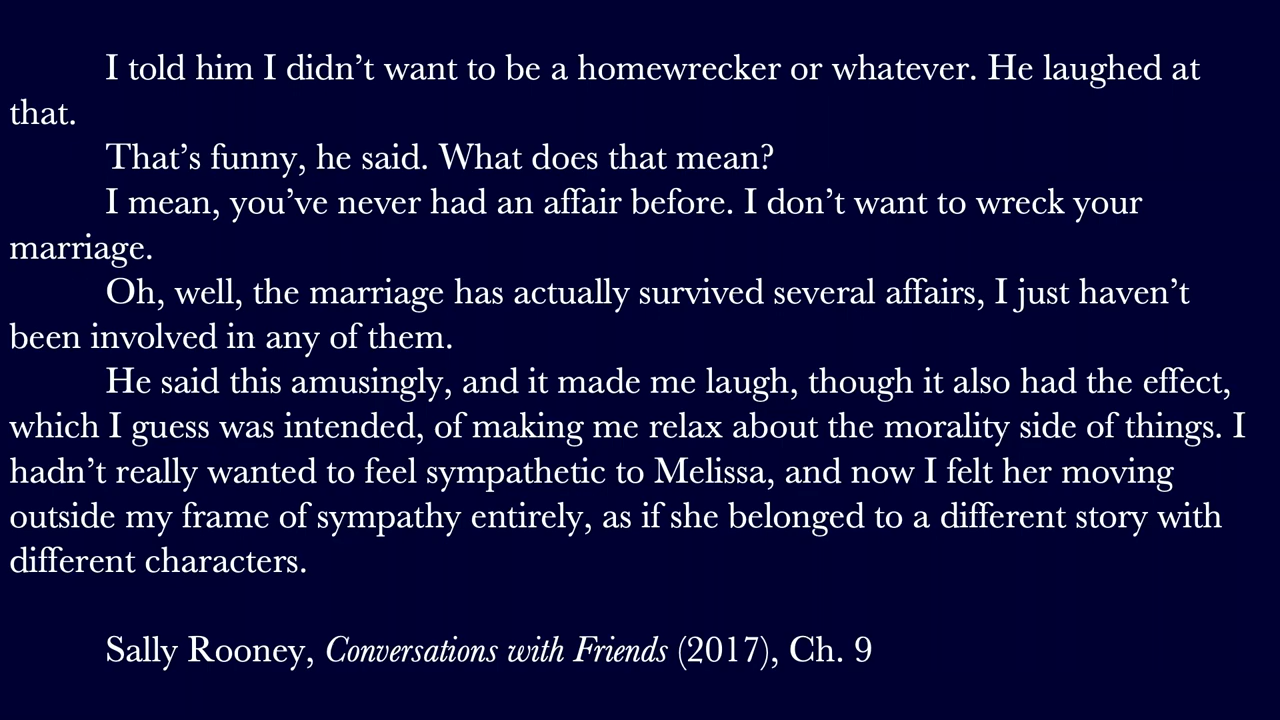 I told him I didn’t want to be a homewrecker or whatever. He laughed at
that.
That’s funny, he said. What does that mean?
I mean, you’ve never had an affair before. I don’t want to wreck your
marriage.
Oh, well, the marriage has actually survived several affairs, I just haven’t
been involved in any of them.
He said this amusingly, and it made me laugh, though it also had the effect,
which I guess was intended, of making me relax about the morality side of things. I
hadn’t really wanted to feel sympathetic to Melissa, and now I felt her moving
outside my frame of sympathy entirely, as if she belonged to a different story with
different characters.
Sally Rooney, Conversations with Friends (2017), Ch. 9